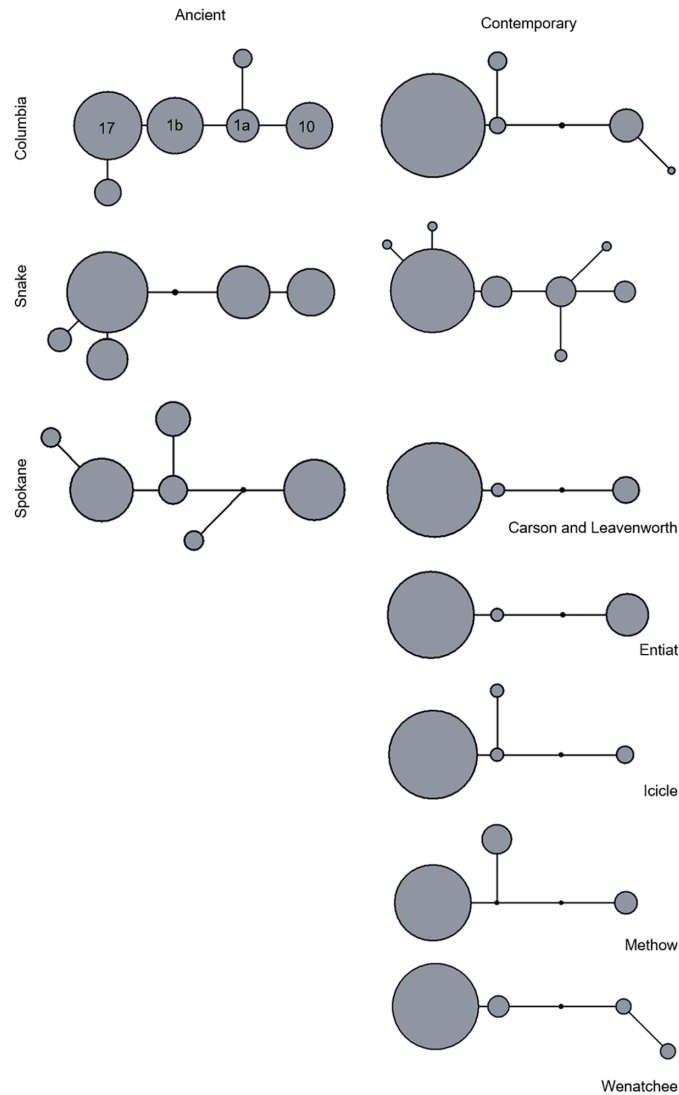 Ancient
Contemporary
Columbia
17
1b
1a
10
Snake
Spokane
Carson and Leavenworth
Entiat
Icicle
Methow
Wenatchee